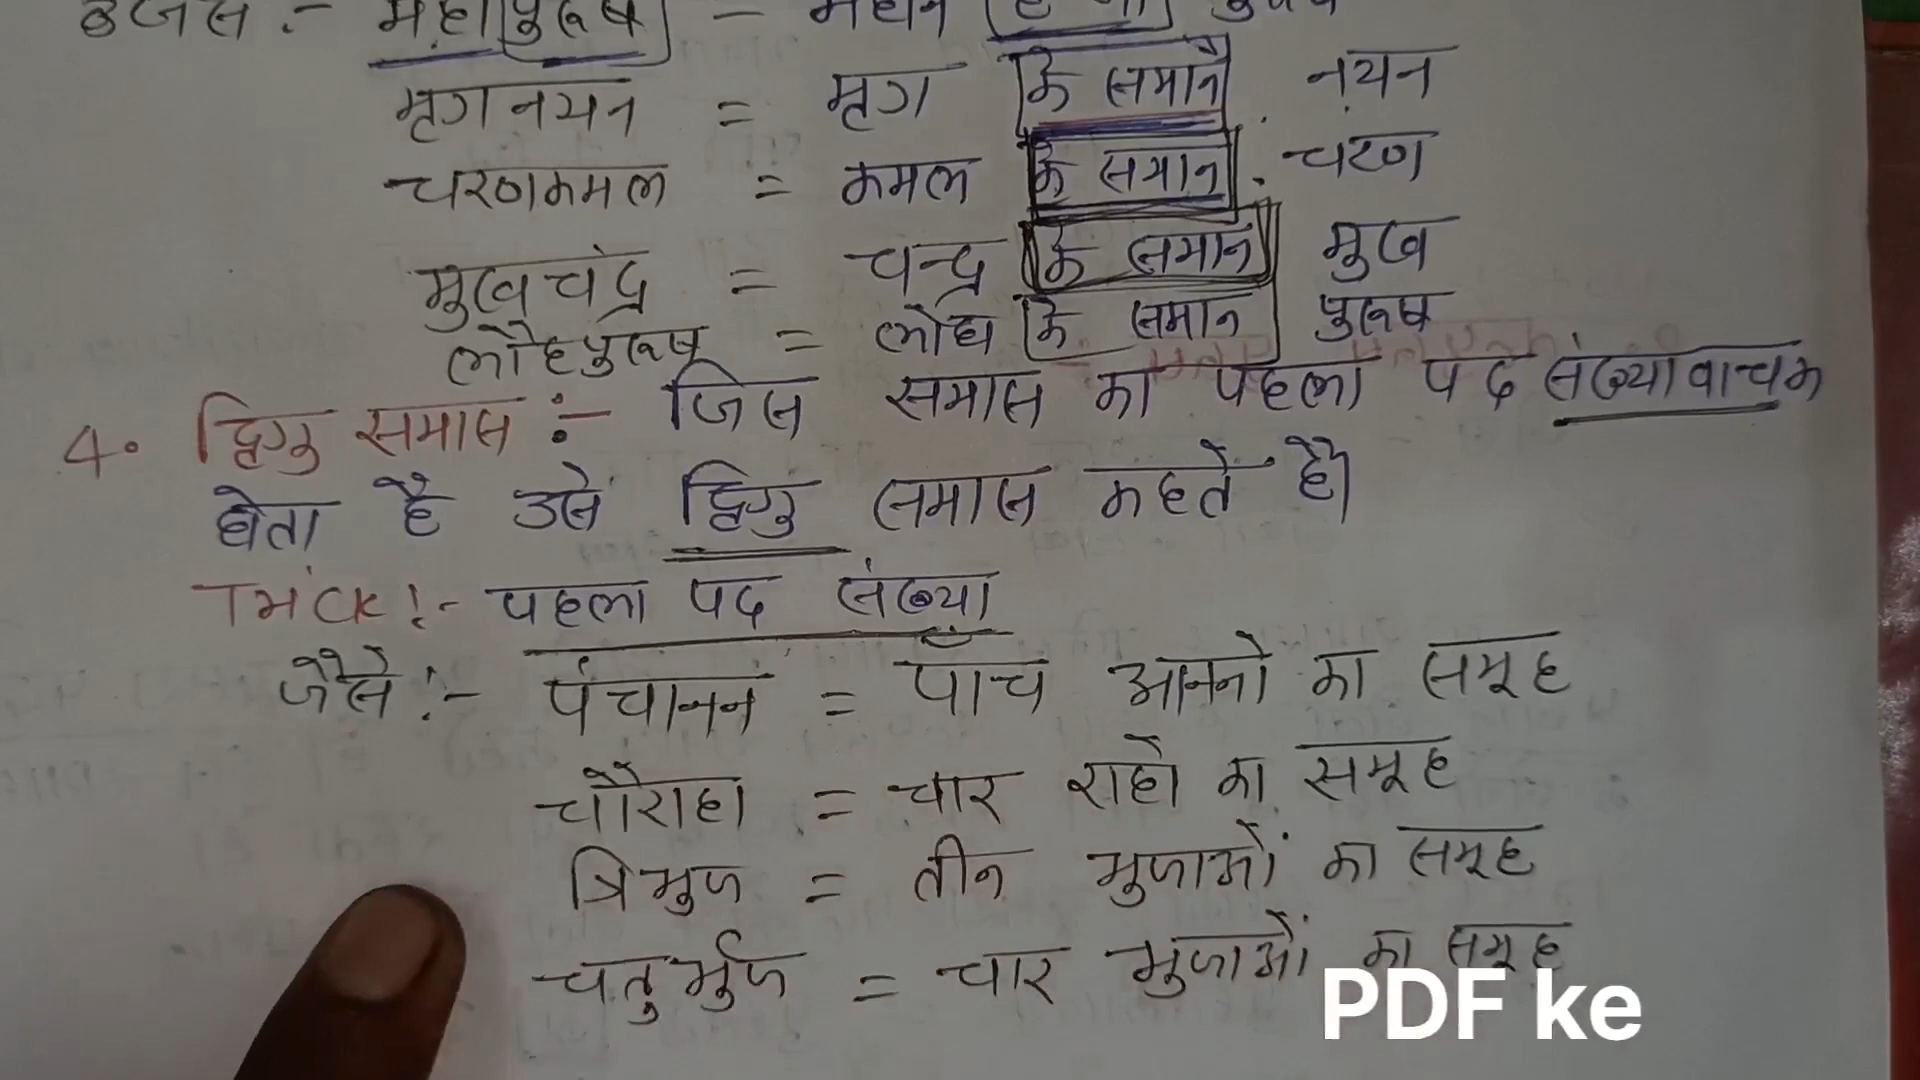 महापुरूष
मृगनयन = मृग के समान नयन
चरणकमल = कमल के समान चरण
मुखचंद्र = चन्द्र के समान मुख
लौहपुरूष = लोहा के समान पुरूष
4. द्विगु समास :- जिस समास का पहला पद संख्यावाचक
होता है उसे द्विगु समास कहते है।
Trick:- पहला पद संख्या
जैसे:- पंचानन = पाँच आननो का समूह
चौराहा = चार राहो का समूह
त्रिभुज = तीन भुजाओं का समूह
चतुर्भुज = चार भुजाओं का समूह
PDF ke